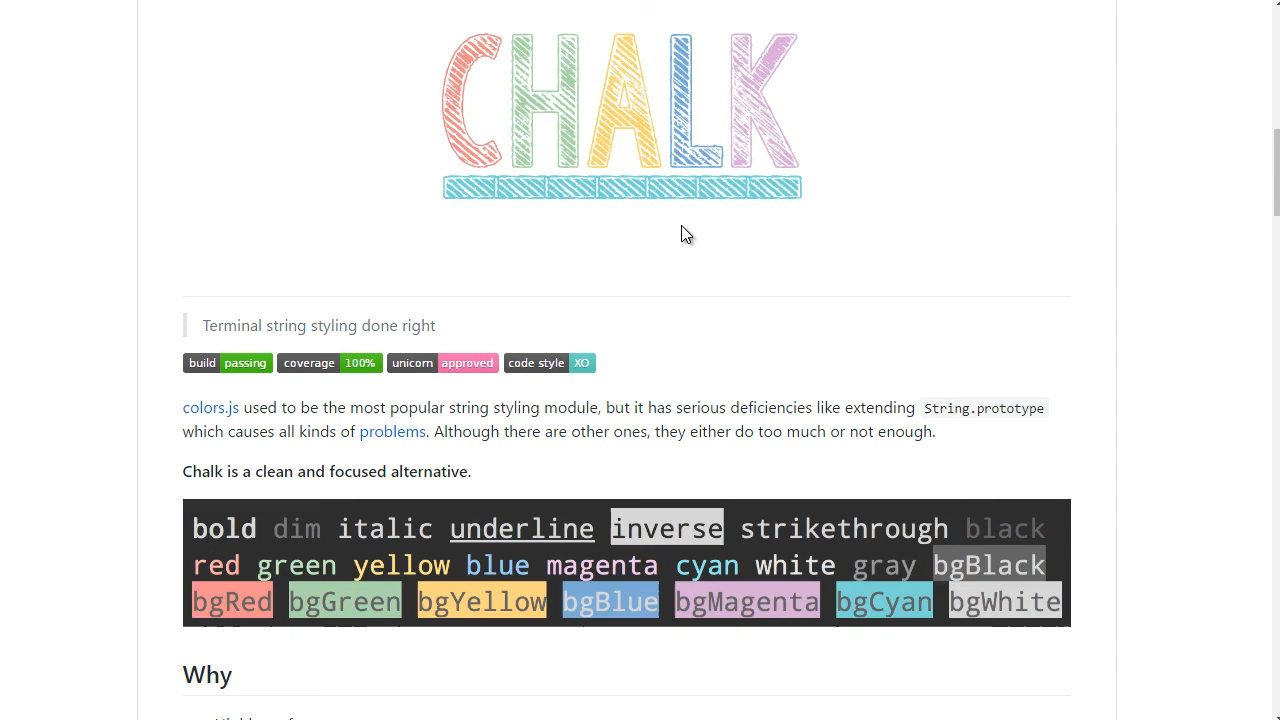 CHALK
Terminal string styling done right
build passing coverage 100% unicorn approved code style XO
colors.js used to be the most popular string styling module, but it has serious deficiencies like extending String.prototype
which causes all kinds of problems. Although there are other ones, they either do too much or not enough.
Chalk is a clean and focused alternative.
bold dim italic underline inverse strikethrough black
red green yellow blue magenta cyan white gray bgBlack
bgRed bgGreen bgYellow bgBlue bgMagenta bgCyan bgWhite
Why